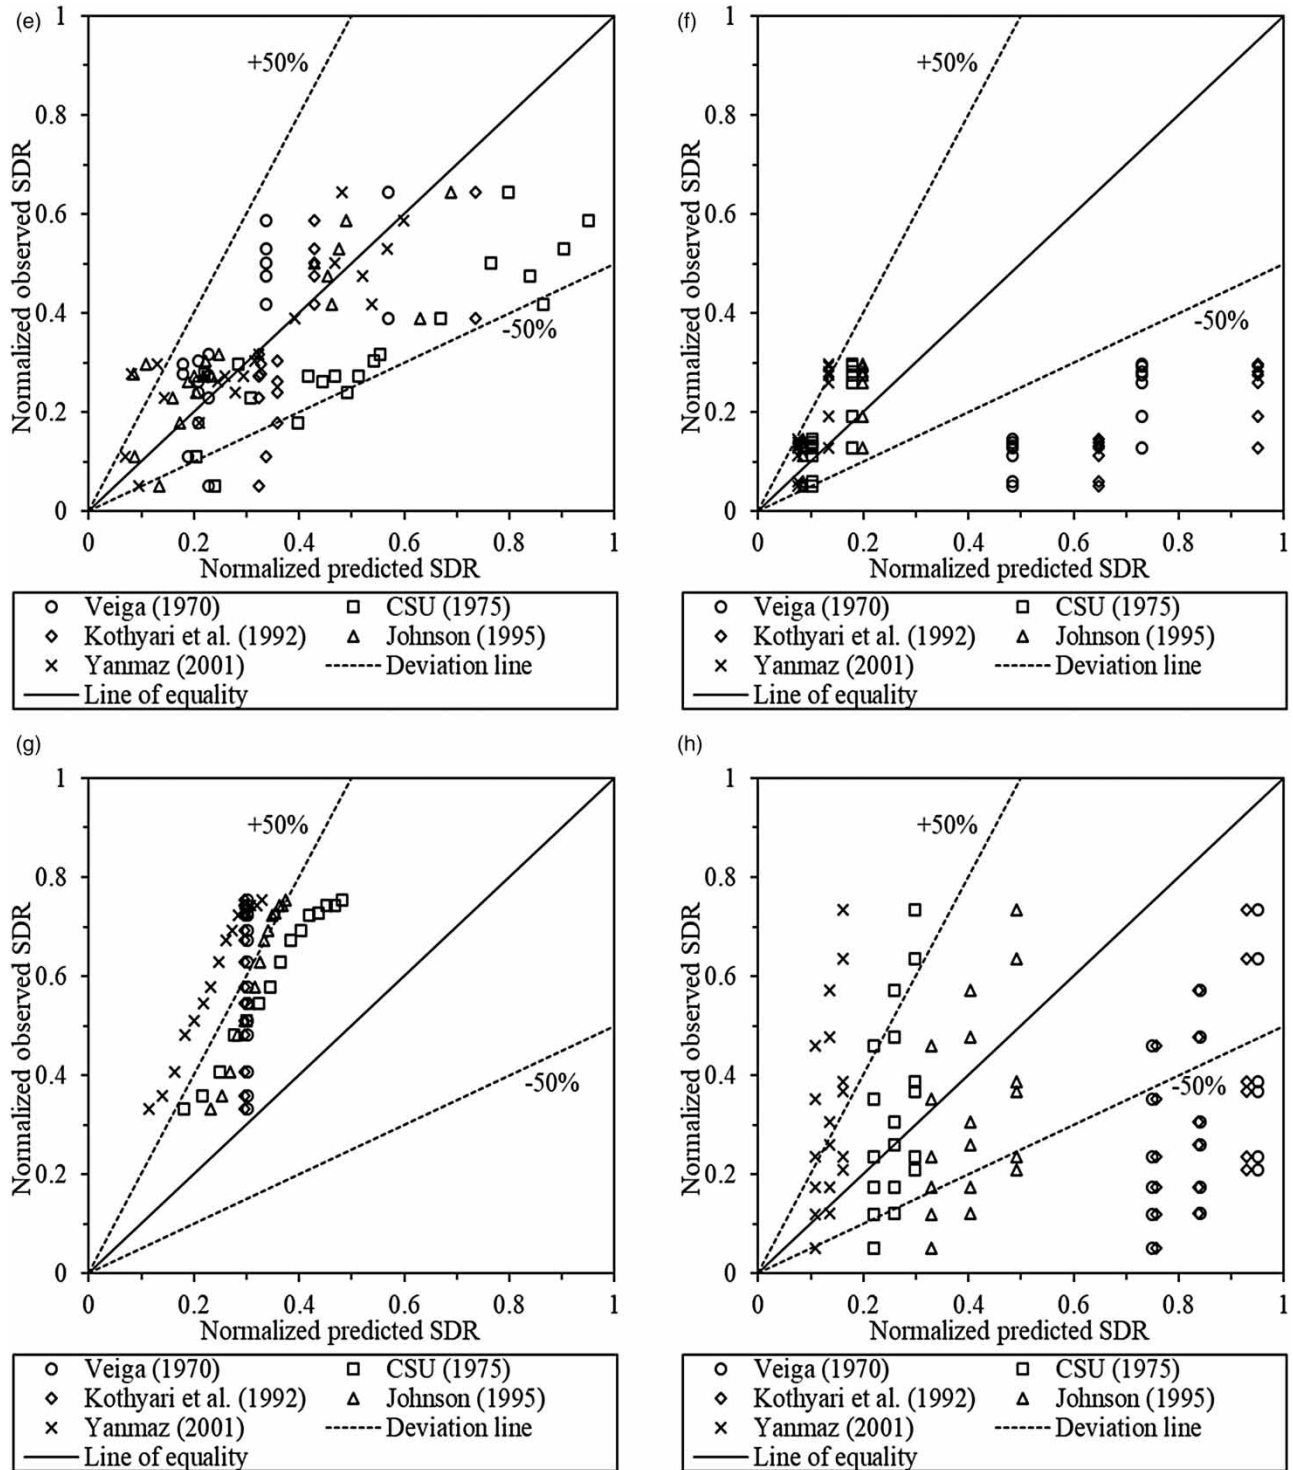 (e)
1
0.8
0.6
0.4
0.2
0
Normalized observed SDR
+50%
-50%
0 0.2 0.4 0.6 0.8 1
Normalized predicted SDR
Veiga (1970) CSU (1975)
Kothyari et al. (1992) Johnson (1995)
Yanmaz (2001) Deviation line
Line of equality
(f)
1
0.8
0.6
0.4
0.2
0
Normalized observed SDR
+50%
-50%
0 0.2 0.4 0.6 0.8 1
Normalized predicted SDR
Veiga (1970) CSU (1975)
Kothyari et al. (1992) Johnson (1995)
Yanmaz (2001) Deviation line
Line of equality
(g)
1
0.8
0.6
0.4
0.2
0
Normalized observed SDR
+50%
-50%
0 0.2 0.4 0.6 0.8 1
Normalized predicted SDR
Veiga (1970) CSU (1975)
Kothyari et al. (1992) Johnson (1995)
Yanmaz (2001) Deviation line
Line of equality
(h)
1
0.8
0.6
0.4
0.2
0
Normalized observed SDR
+50%
-50%
0 0.2 0.4 0.6 0.8 1
Normalized predicted SDR
Veiga (1970) CSU (1975)
Kothyari et al. (1992) Johnson (1995)
Yanmaz (2001) Deviation line
Line of equality